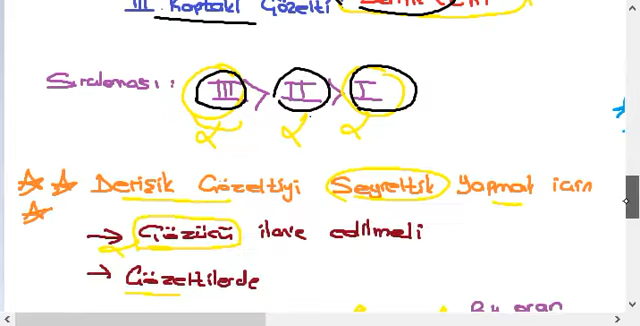 III Kaptaki Çözelti
Sıralaması: III > II > I
Derişik Çözeltiyi Seyreltik Yapmak için
→ Çözücü ilave edilmeli
→ Çözeltilerde
Bu oran